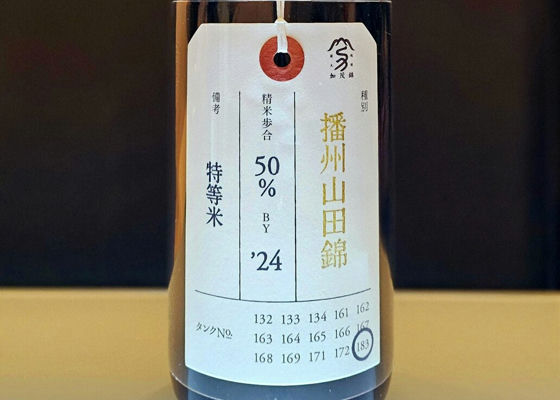 加茂錦
種別
播州山田錦
精米歩合
50%
BY
'24
備考
特等米
タンクNo.
132 133 134 161 162
163 164 165 166 167
168 169 171 172 183